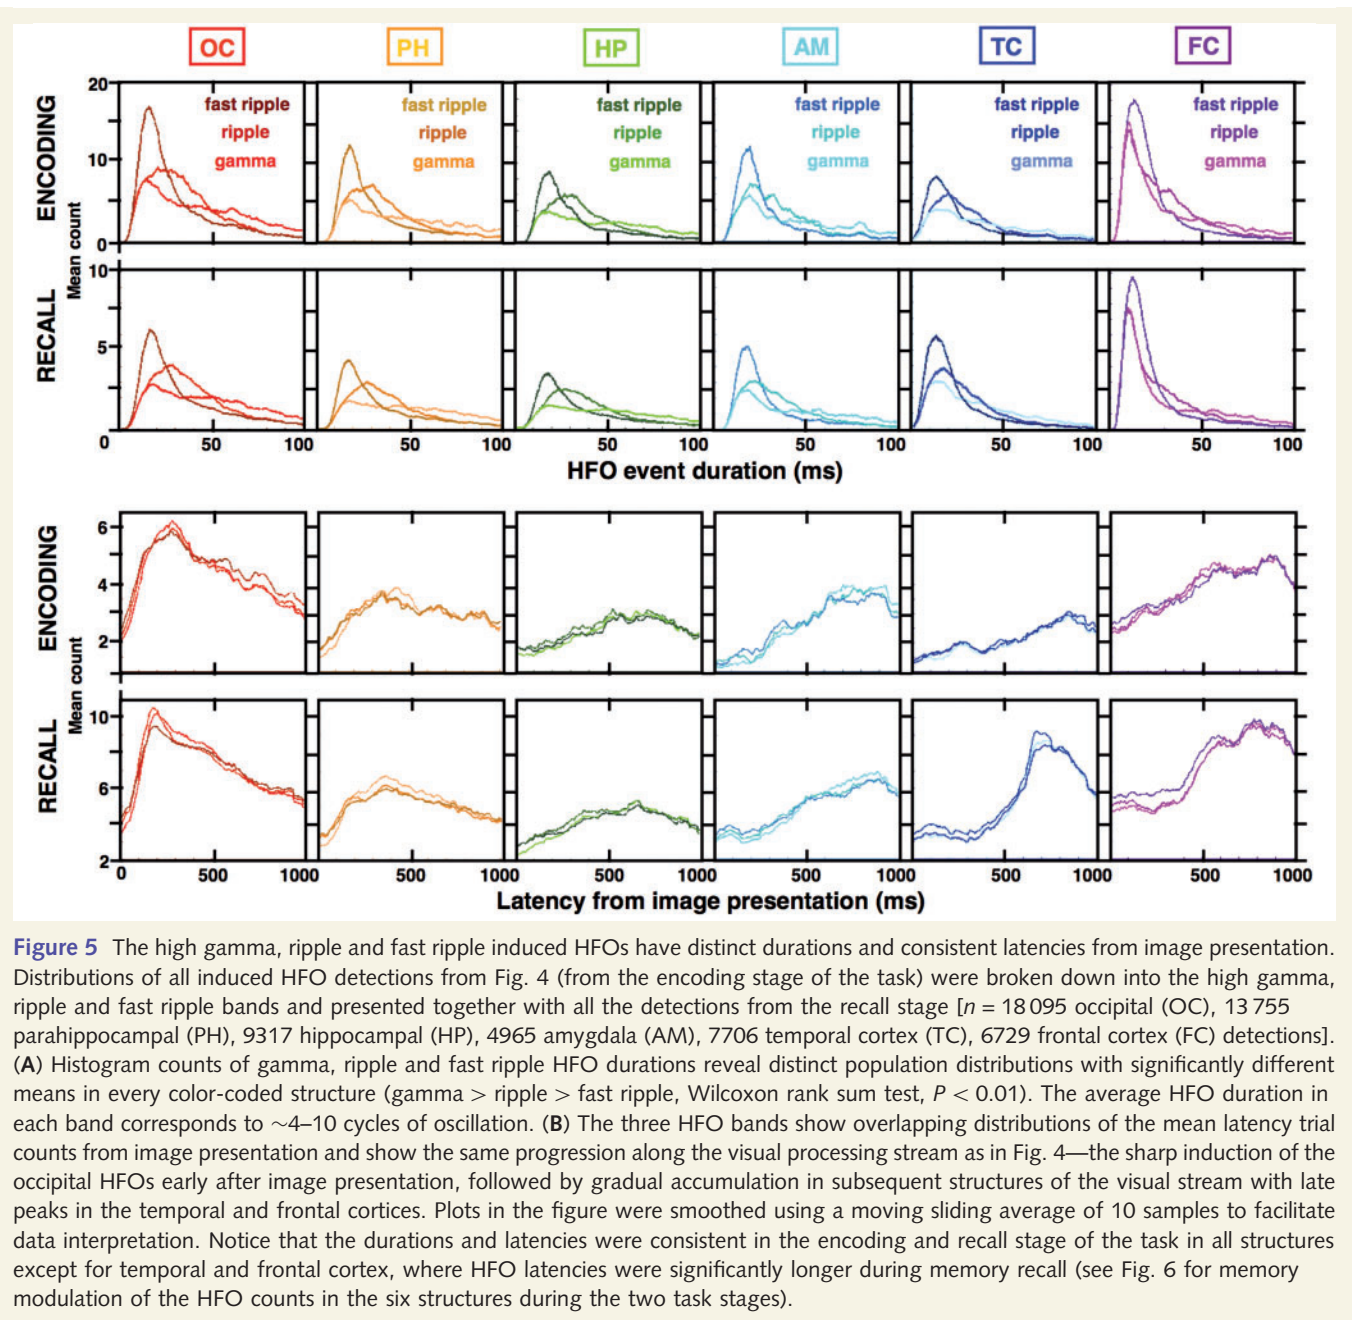 OC PH HP AM TC FC
ENCODING
20
10
0
fast ripple fast ripple fast ripple fast ripple fast ripple fast ripple
ripple ripple ripple ripple ripple ripple
gamma gamma gamma gamma gamma gamma
Mean count
RECALL
10
5
0
50 100 50 100 50 100 50 100 50 100 50 100
HFO event duration (ms)
ENCODING
6
4
2
Mean count
RECALL
10
6
2
0 500 1000 500 1000 500 1000 500 1000 500 1000 500 1000
Latency from image presentation (ms)
Figure 5 The high gamma, ripple and fast ripple induced HFOs have distinct durations and consistent latencies from image presentation.
Distributions of all induced HFO detections from Fig. 4 (from the encoding stage of the task) were broken down into the high gamma,
ripple and fast ripple bands and presented together with all the detections from the recall stage [n = 18 095 occipital (OC), 13 755
parahippocampal (PH), 9317 hippocampal (HP), 4965 amygdala (AM), 7706 temporal cortex (TC), 6729 frontal cortex (FC) detections].
(A) Histogram counts of gamma, ripple and fast ripple HFO durations reveal distinct population distributions with significantly different
means in every color-coded structure (gamma > ripple > fast ripple, Wilcoxon rank sum test, P < 0.01). The average HFO duration in
each band corresponds to ~4–10 cycles of oscillation. (B) The three HFO bands show overlapping distributions of the mean latency trial
counts from image presentation and show the same progression along the visual processing stream as in Fig. 4—the sharp induction of the
occipital HFOs early after image presentation, followed by gradual accumulation in subsequent structures of the visual stream with late
peaks in the temporal and frontal cortices. Plots in the figure were smoothed using a moving sliding average of 10 samples to facilitate
data interpretation. Notice that the durations and latencies were consistent in the encoding and recall stage of the task in all structures
except for temporal and frontal cortex, where HFO latencies were significantly longer during memory recall (see Fig. 6 for memory
modulation of the HFO counts in the six structures during the two task stages).